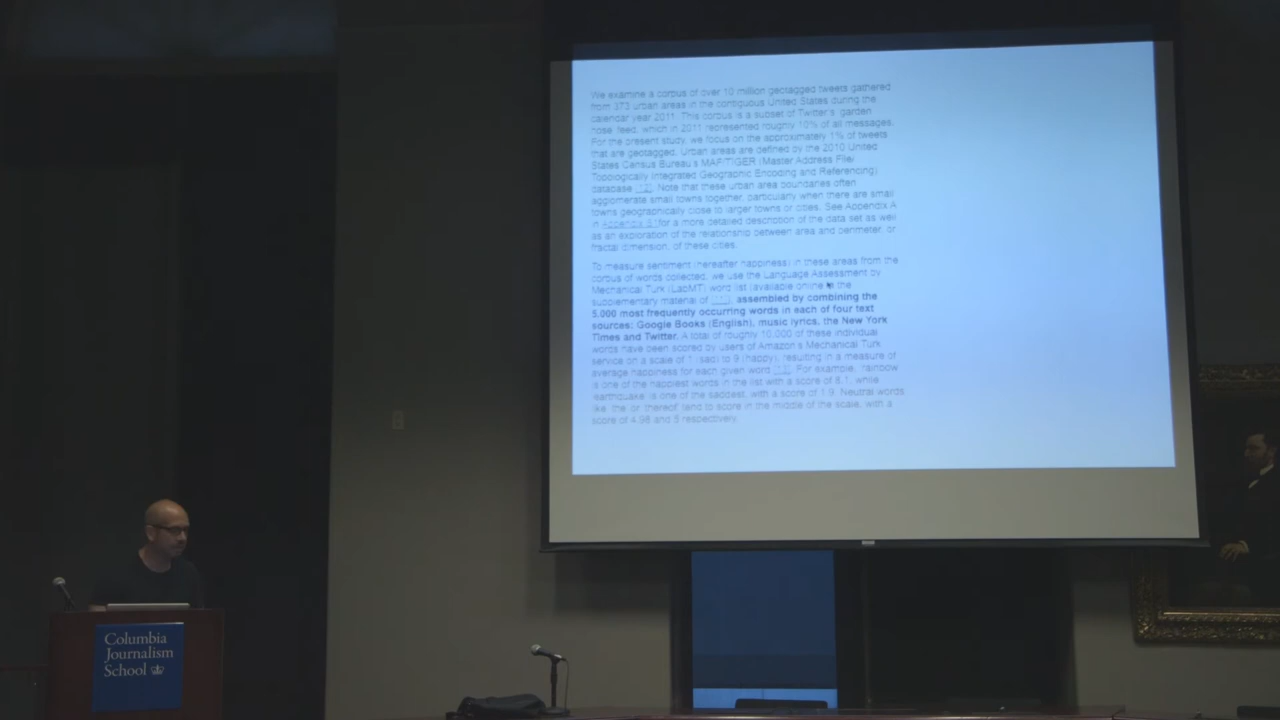 We examine a corpus of over 10 million geotagged tweets gathered
from 373 urban areas in the contiguous United States during the
calendar year 2011. This corpus is a subset of Twitter's 'garden
hose' feed, which in 2011 represented roughly 10% of all messages.
For the present study, we focus on the approximately 1% of tweets
that are geotagged. Urban areas are defined by the 2010 United
States Census Bureau's MAF/TIGER (Master Address File/
Topologically Integrated Geographic Encoding and Referencing)
database [12]. Note that these urban area boundaries often
agglomerate small towns together, particularly when there are small
towns geographically close to larger towns or cities. See Appendix A
in Appendix S1for a more detailed description of the data set as well
as an exploration of the relationship between area and perimeter, or
fractal dimension, of these cities.
To measure sentiment (hereafter happiness) in these areas from the
corpus of words collected, we use the Language Assessment by
Mechanical Turk (LabMT) word list (available online in the
supplementary material of assembled by combining the
5,000 most frequently occurring words in each of four text
sources: Google Books (English), music lyrics, the New York
Times and Twitter. A total of roughly 10,000 of these individual
words have been scored by users of Amazon's Mechanical Turk
service on a scale of 1 (sad) to 9 (happy), resulting in a measure of
average happiness for each given word For example, 'rainbow'
is one of the happiest words in the list with a score of 8.1, while
'earthquake' is one of the saddest, with a score of 1.9. Neutral words
like 'the' or 'thereof' tend to score in the middle of the scale, with a
score of 4.98 and 5 respectively.
Columbia
Journalism
School